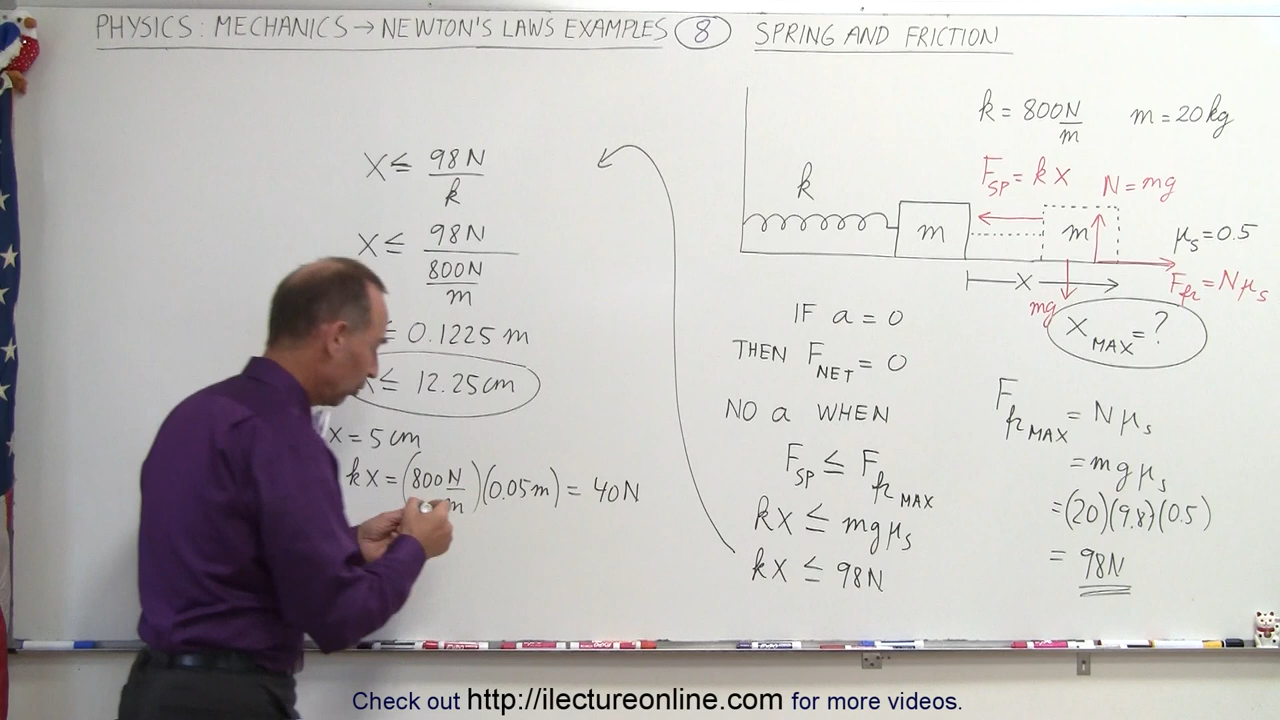 PHYSICS: MECHANICS → NEWTON'S LAWS EXAMPLES 8 SPRING AND FRICTION
X ≤ 98N / k
X ≤ 98N / 800N/m
≤ 0.1225 m
≤ 12.25 cm
X = 5 cm
kX = (800N/m)(0.05m) = 40N
k = 800N/m m = 20kg
F_SP = kX
N = mg
k
m
m
μ_s = 0.5
F_fr = Nμ_s
X
mg
X_MAX = ?
IF a = 0
THEN F_NET = 0
NO a WHEN
F_SP ≤ F_fr MAX
kX ≤ mgμ_s
kX ≤ 98N
F_fr MAX = Nμ_s
= mgμ_s
= (20)(9.8)(0.5)
= 98N
Check out http://ilectureonline.com for more videos.